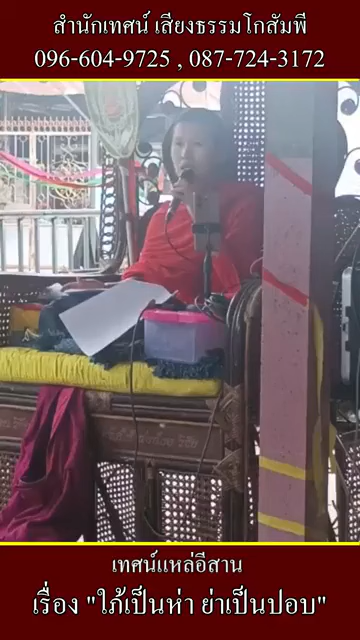 สำนักเทศน์ เสียงธรรมโกสัมพี
096-604-9725 , 087-724-3172
เทศน์แหล่อีสาน
เรื่อง "ใภ้เป็นห่า ย่าเป็นปอบ"